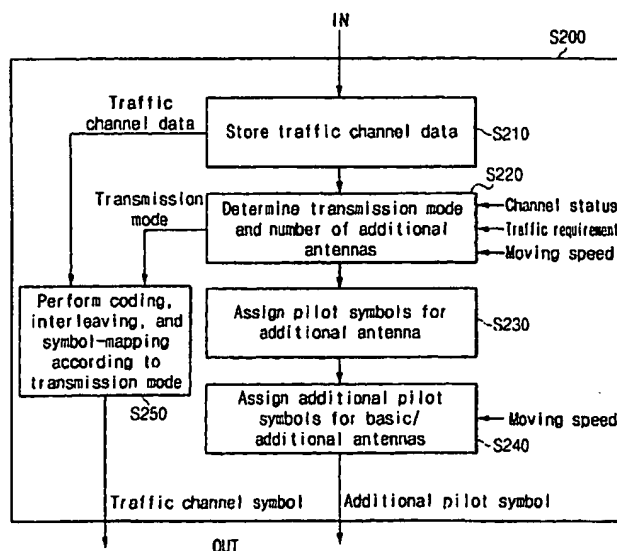 IN
S200
Traffic
channel data
Store traffic channel data
S210
S220
Transmission
mode
Determine transmission mode
and number of additional
antennas
Channel status
Traffic requirement
Moving speed
Perform coding,
interleaving, and
symbol-mapping
according to
transmission mode
S250
Assign pilot symbols for
additional antenna
S230
Assign additional pilot
symbols for basic/
additional antennas
Moving speed
S240
Traffic channel symbol
Additional pilot symbol
OUT